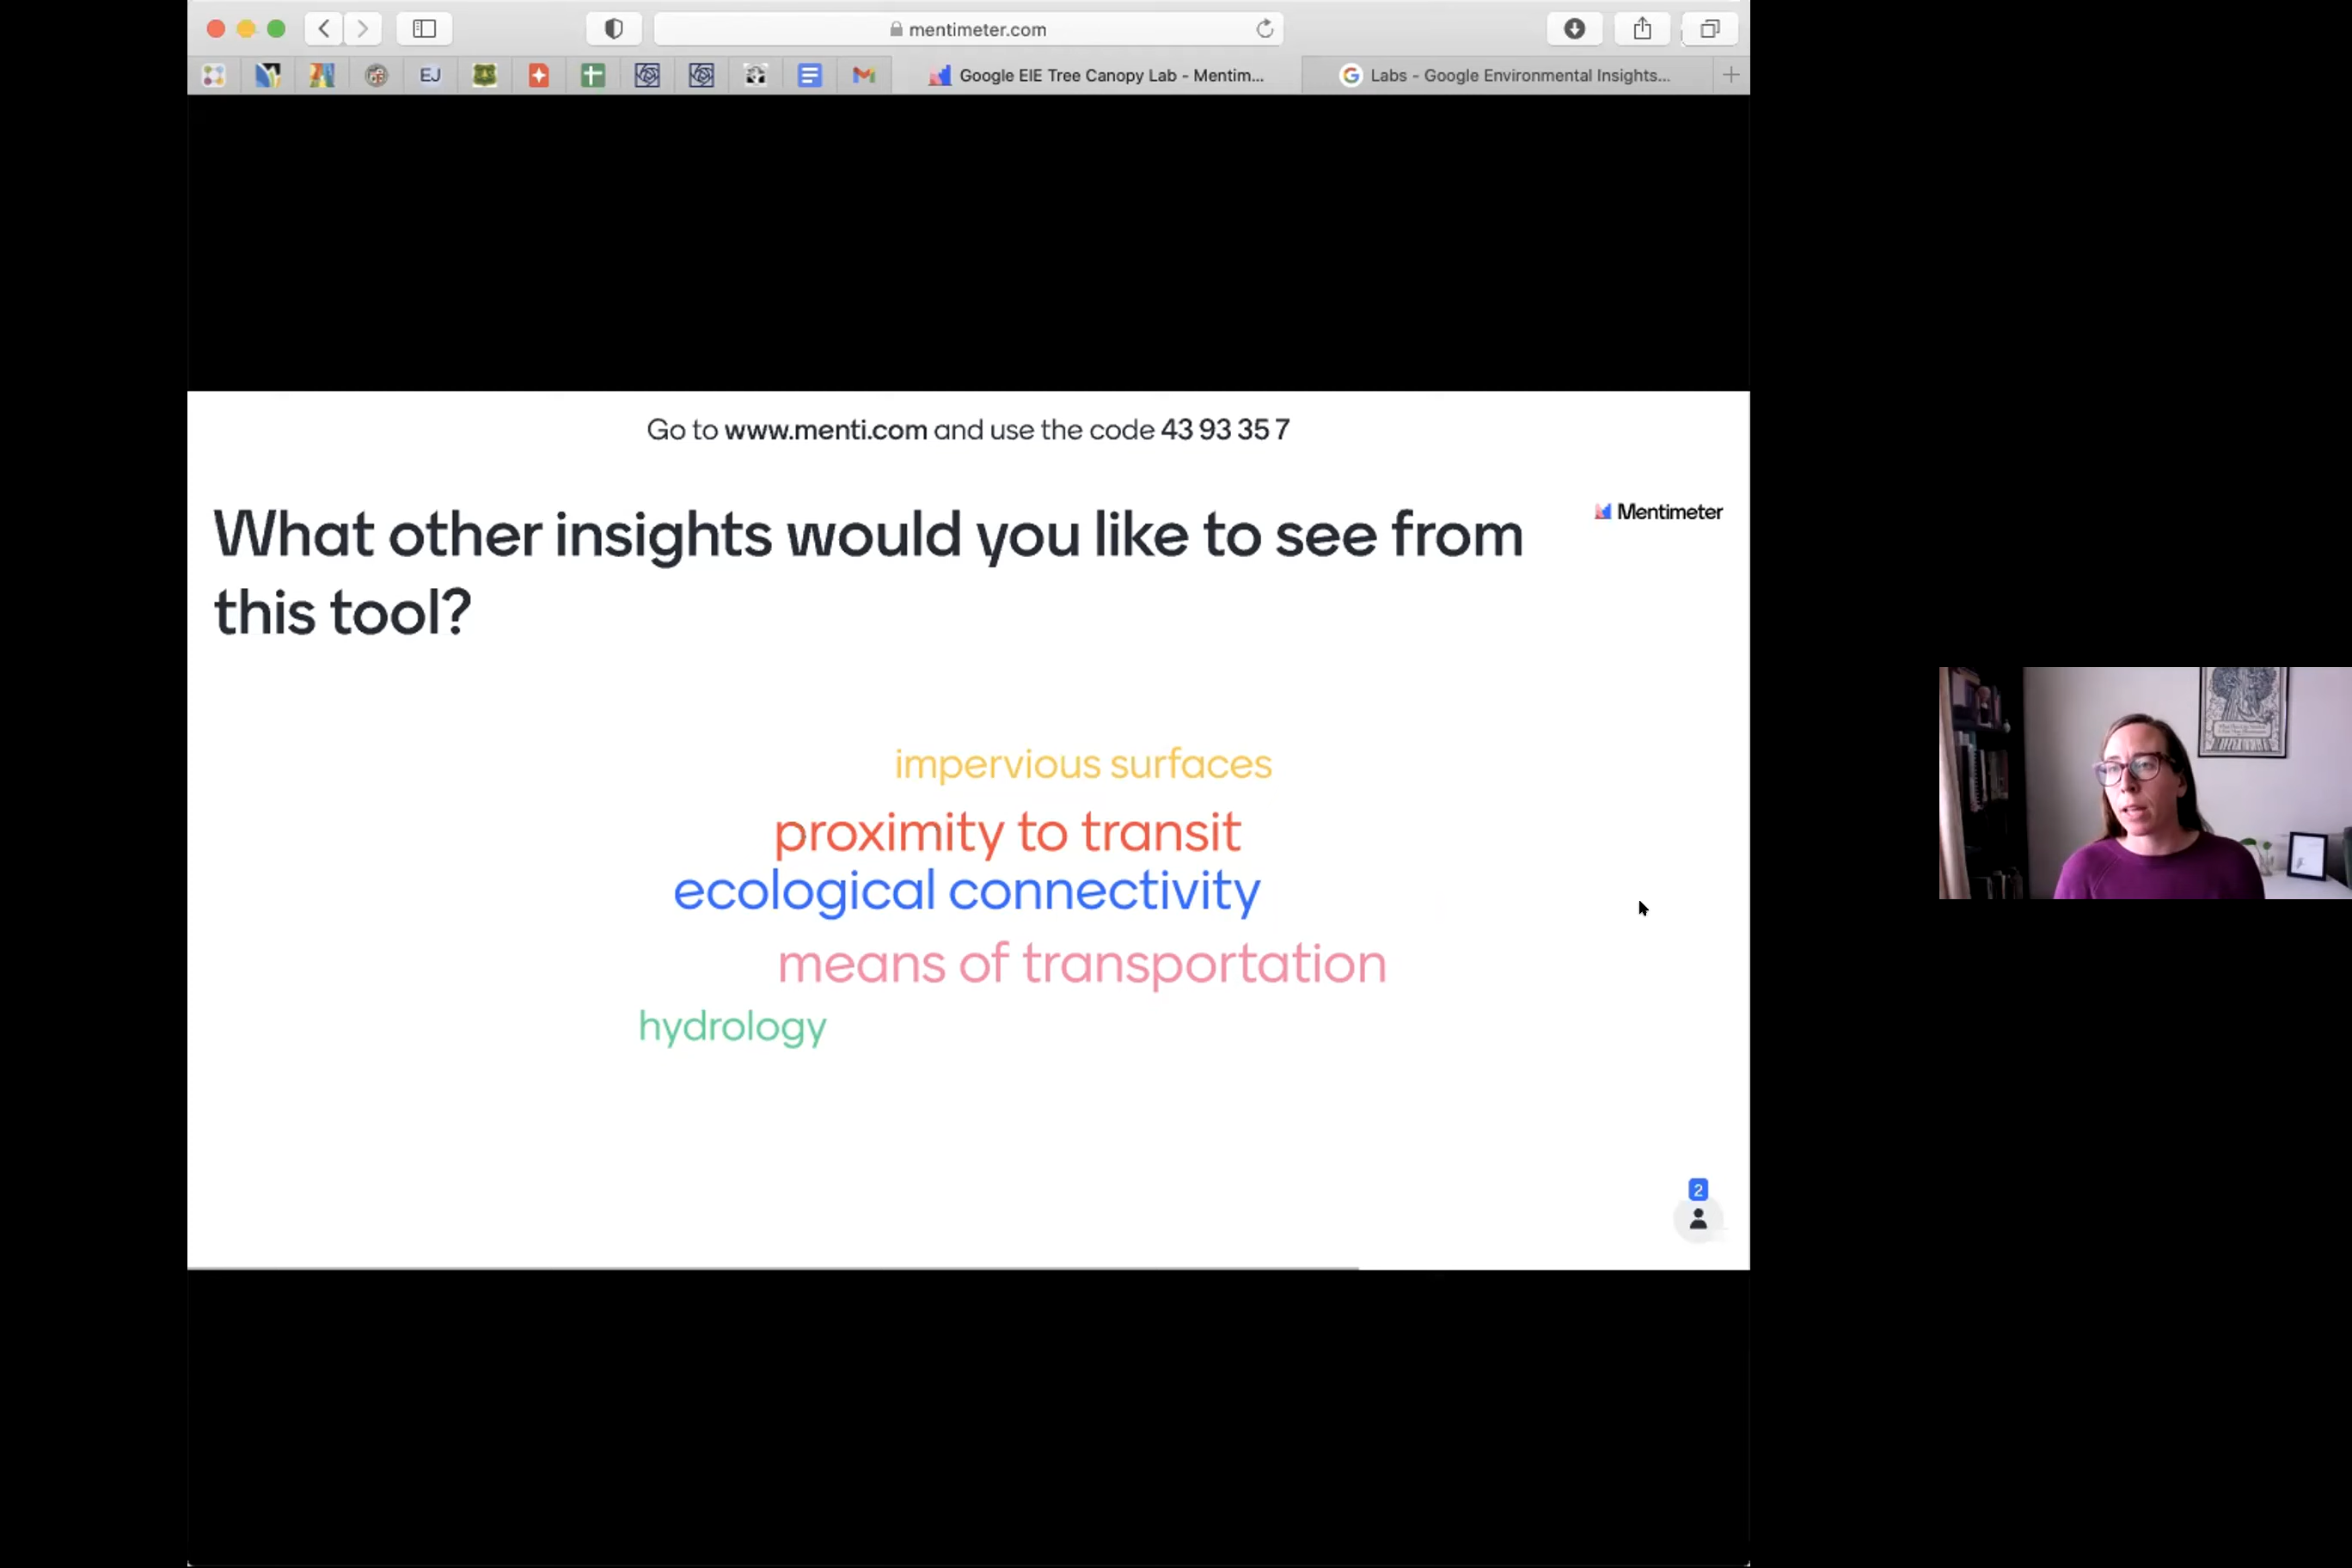 mentimeter.com
EJ
Google EIE Tree Canopy Lab - Mentim...
Labs - Google Environmental Insights...
Go to www.menti.com and use the code 43 93 35 7
What other insights would you like to see from
this tool?
Mentimeter
impervious surfaces
proximity to transit
ecological connectivity
means of transportation
hydrology
2